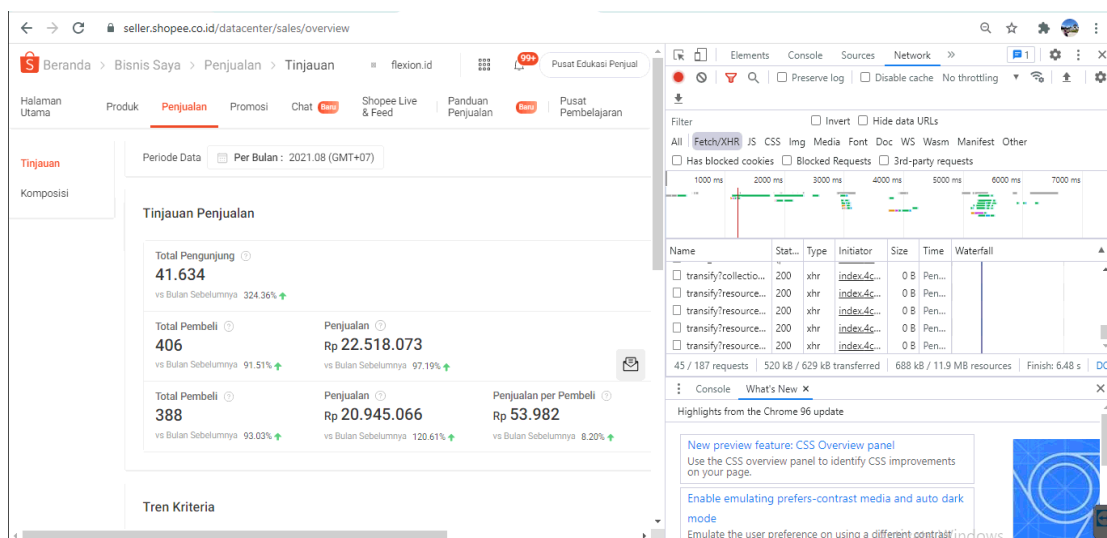 seller.shopee.co.id/datacenter/sales/overview
Beranda > Bisnis Saya > Penjualan > Tinjauan
flexion.id
99+
Pusat Edukasi Penjual
Halaman Utama
Produk
Penjualan
Promosi
Chat Baru
Shopee Live & Feed
Panduan Penjualan Baru
Pusat Pembelajaran
Tinjauan
Komposisi
Periode Data
Per Bulan : 2021.08 (GMT+07)
Tinjauan Penjualan
Total Pengunjung
41.634
vs Bulan Sebelumnya 324.36%
Total Pembeli
406
vs Bulan Sebelumnya 91.51%
Penjualan
Rp 22.518.073
vs Bulan Sebelumnya 97.19%
Total Pembeli
388
vs Bulan Sebelumnya 93.03%
Penjualan
Rp 20.945.066
vs Bulan Sebelumnya 120.61%
Penjualan per Pembeli
Rp 53.982
vs Bulan Sebelumnya 8.20%
Tren Kriteria
Elements Console Sources Network » 1
Preserve log Disable cache No throttling
Filter Invert Hide data URLs
All Fetch/XHR JS CSS Img Media Font Doc WS Wasm Manifest Other
Has blocked cookies Blocked Requests 3rd-party requests
1000 ms 2000 ms 3000 ms 4000 ms 5000 ms 6000 ms 7000 ms
Name Stat... Type Initiator Size Time Waterfall
transify?collectio... 200 xhr index.4c... 0 B Pen...
transify?resource... 200 xhr index.4c... 0 B Pen...
transify?resource... 200 xhr index.4c... 0 B Pen...
transify?resource... 200 xhr index.4c... 0 B Pen...
transify?resource... 200 xhr index.4c... 0 B Pen...
45 / 187 requests 520 kB / 629 kB transferred 688 kB / 11.9 MB resources Finish: 6.48 s DO
Console What's New ×
Highlights from the Chrome 96 update
New preview feature: CSS Overview panel
Use the CSS overview panel to identify CSS improvements
on your page.
Enable emulating prefers-contrast media and auto dark
mode
Emulate the user preference on using a different contrast